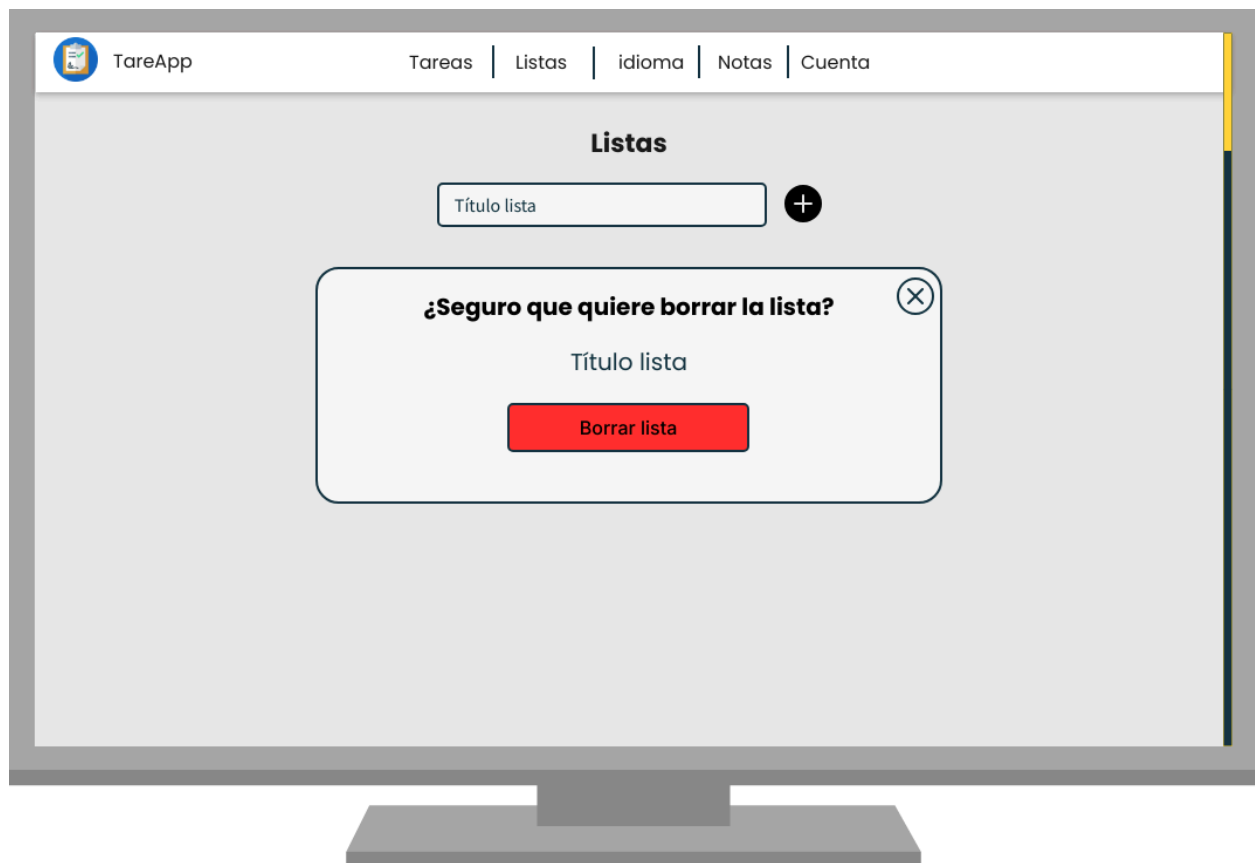 TareApp Tareas Listas idioma Notas Cuenta
Listas
Título lista
¿Seguro que quiere borrar la lista?
Título lista
Borrar lista